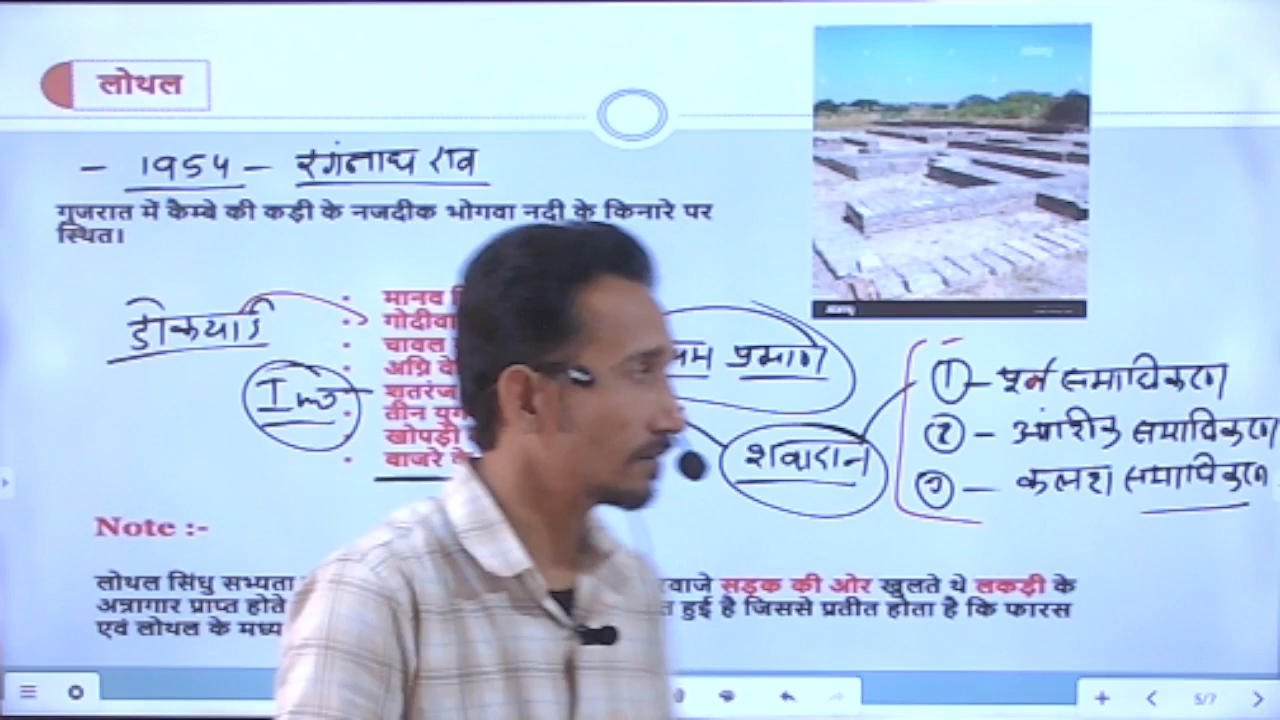 लोथल
- 1954 - रंगनाथ राव
गुजरात में कैम्बे की कड़ी के नजदीक भोगवा नदी के किनारे पर
स्थित।
डोकयार्ड
मानव
गोदीवा
चावल
प्रमाण
अग्नि
Imp
शतरंज
तीन
खोपड़ी
बाजरे
शवादान
① - पूर्न समाधिकरण
② - आंशीक समाधिकरण
③ - कलश समाधिकरण
Note :-
लोथल सिंधु सभ्यता सड़क की ओर खुलते थे लकड़ी के
अन्नागार प्राप्त होते हुई है जिससे प्रतीत होता है कि फारस
एवं लोथल के मध्य
5/7